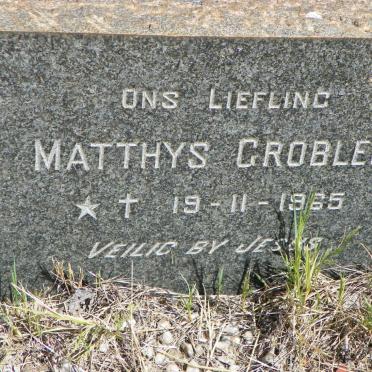 ONS LIEFLING
MATTHYS GROBLE
☆ † 19-11-1965
VEILIG BY JESUS